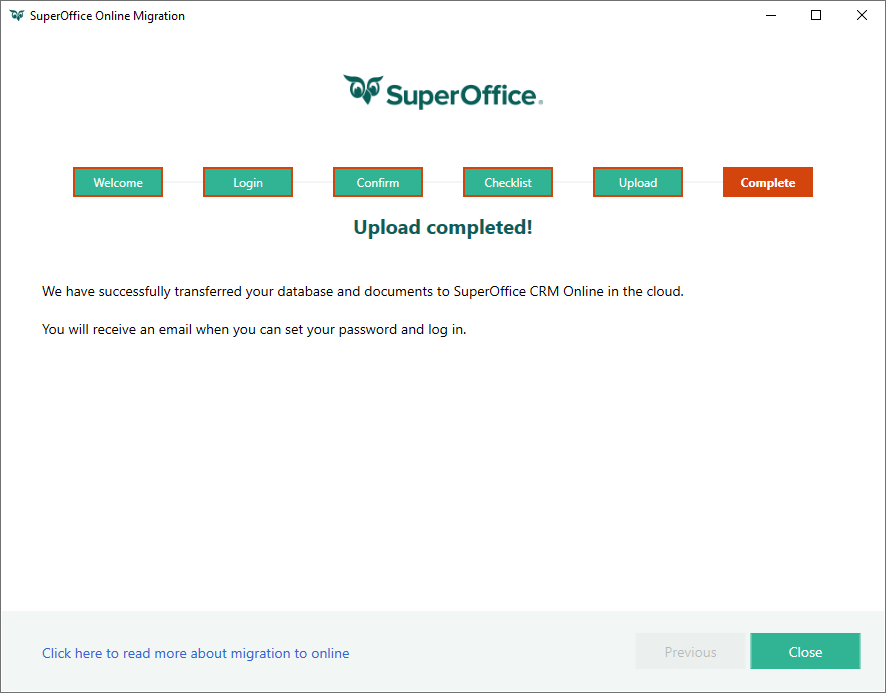 SuperOffice Online Migration
SuperOffice®
Welcome
Login
Confirm
Checklist
Upload
Complete
Upload completed!
We have successfully transferred your database and documents to SuperOffice CRM Online in the cloud.
You will receive an email when you can set your password and log in.
Click here to read more about migration to online
Previous
Close